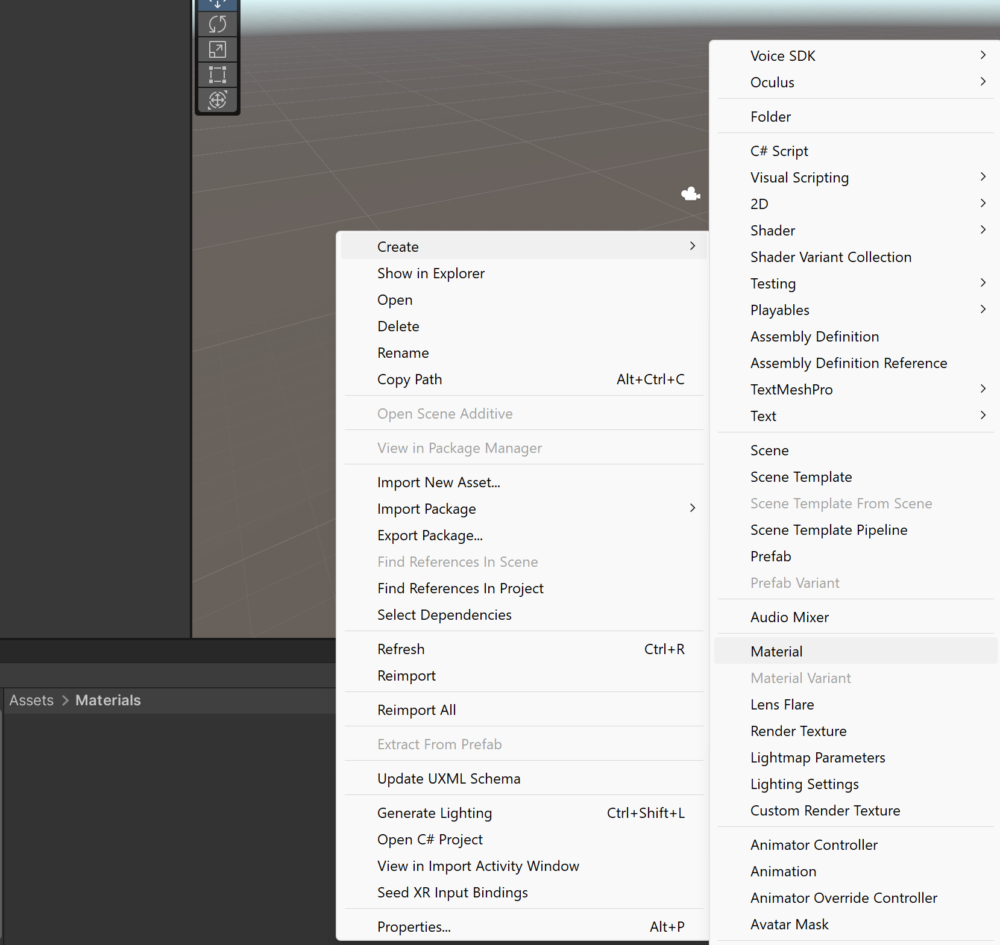 Create
Show in Explorer
Open
Delete
Rename
Copy Path Alt+Ctrl+C
Open Scene Additive
View in Package Manager
Import New Asset...
Import Package
Export Package...
Find References In Scene
Find References In Project
Select Dependencies
Refresh Ctrl+R
Reimport
Reimport All
Extract From Prefab
Update UXML Schema
Generate Lighting Ctrl+Shift+L
Open C# Project
View in Import Activity Window
Seed XR Input Bindings
Properties... Alt+P
Voice SDK
Oculus
Folder
C# Script
Visual Scripting
2D
Shader
Shader Variant Collection
Testing
Playables
Assembly Definition
Assembly Definition Reference
TextMeshPro
Text
Scene
Scene Template
Scene Template From Scene
Scene Template Pipeline
Prefab
Prefab Variant
Audio Mixer
Material
Material Variant
Lens Flare
Render Texture
Lightmap Parameters
Lighting Settings
Custom Render Texture
Animator Controller
Animation
Animator Override Controller
Avatar Mask
Assets > Materials